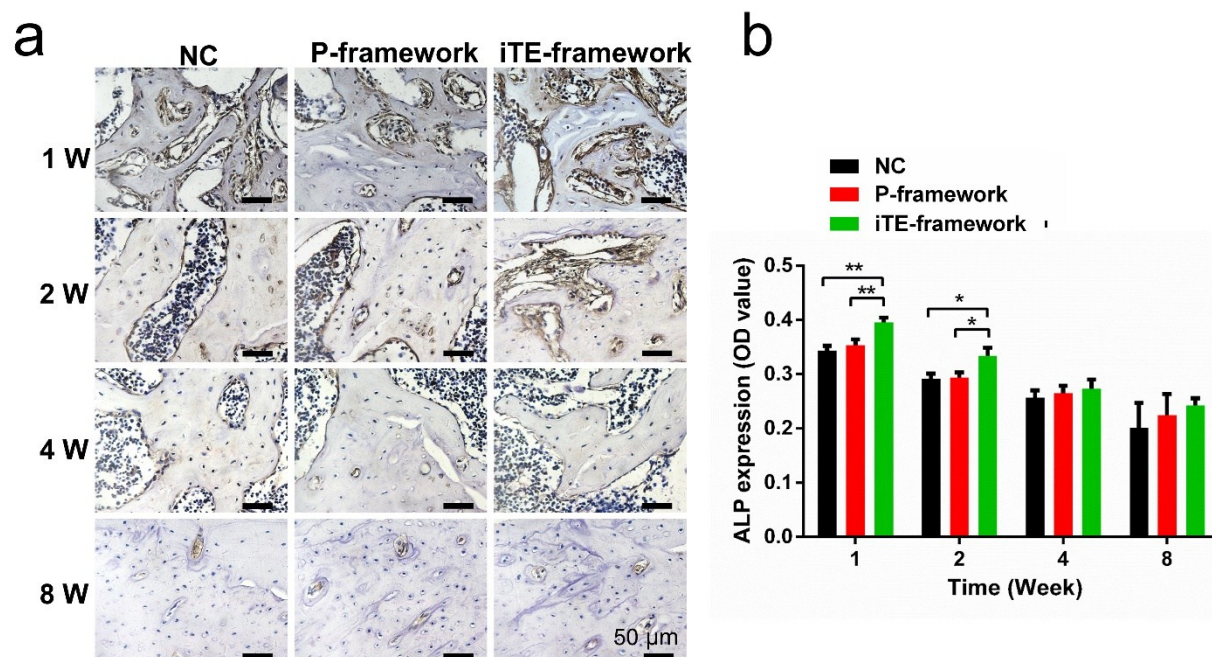 a
NC P-framework iTE-framework
1 W
2 W
4 W
8 W
50 µm
b
NC
P-framework
iTE-framework
ALP expression (OD value)
0.5
0.4
0.3
0.2
0.1
0.0
** **
* *
1 2 4 8
Time (Week)